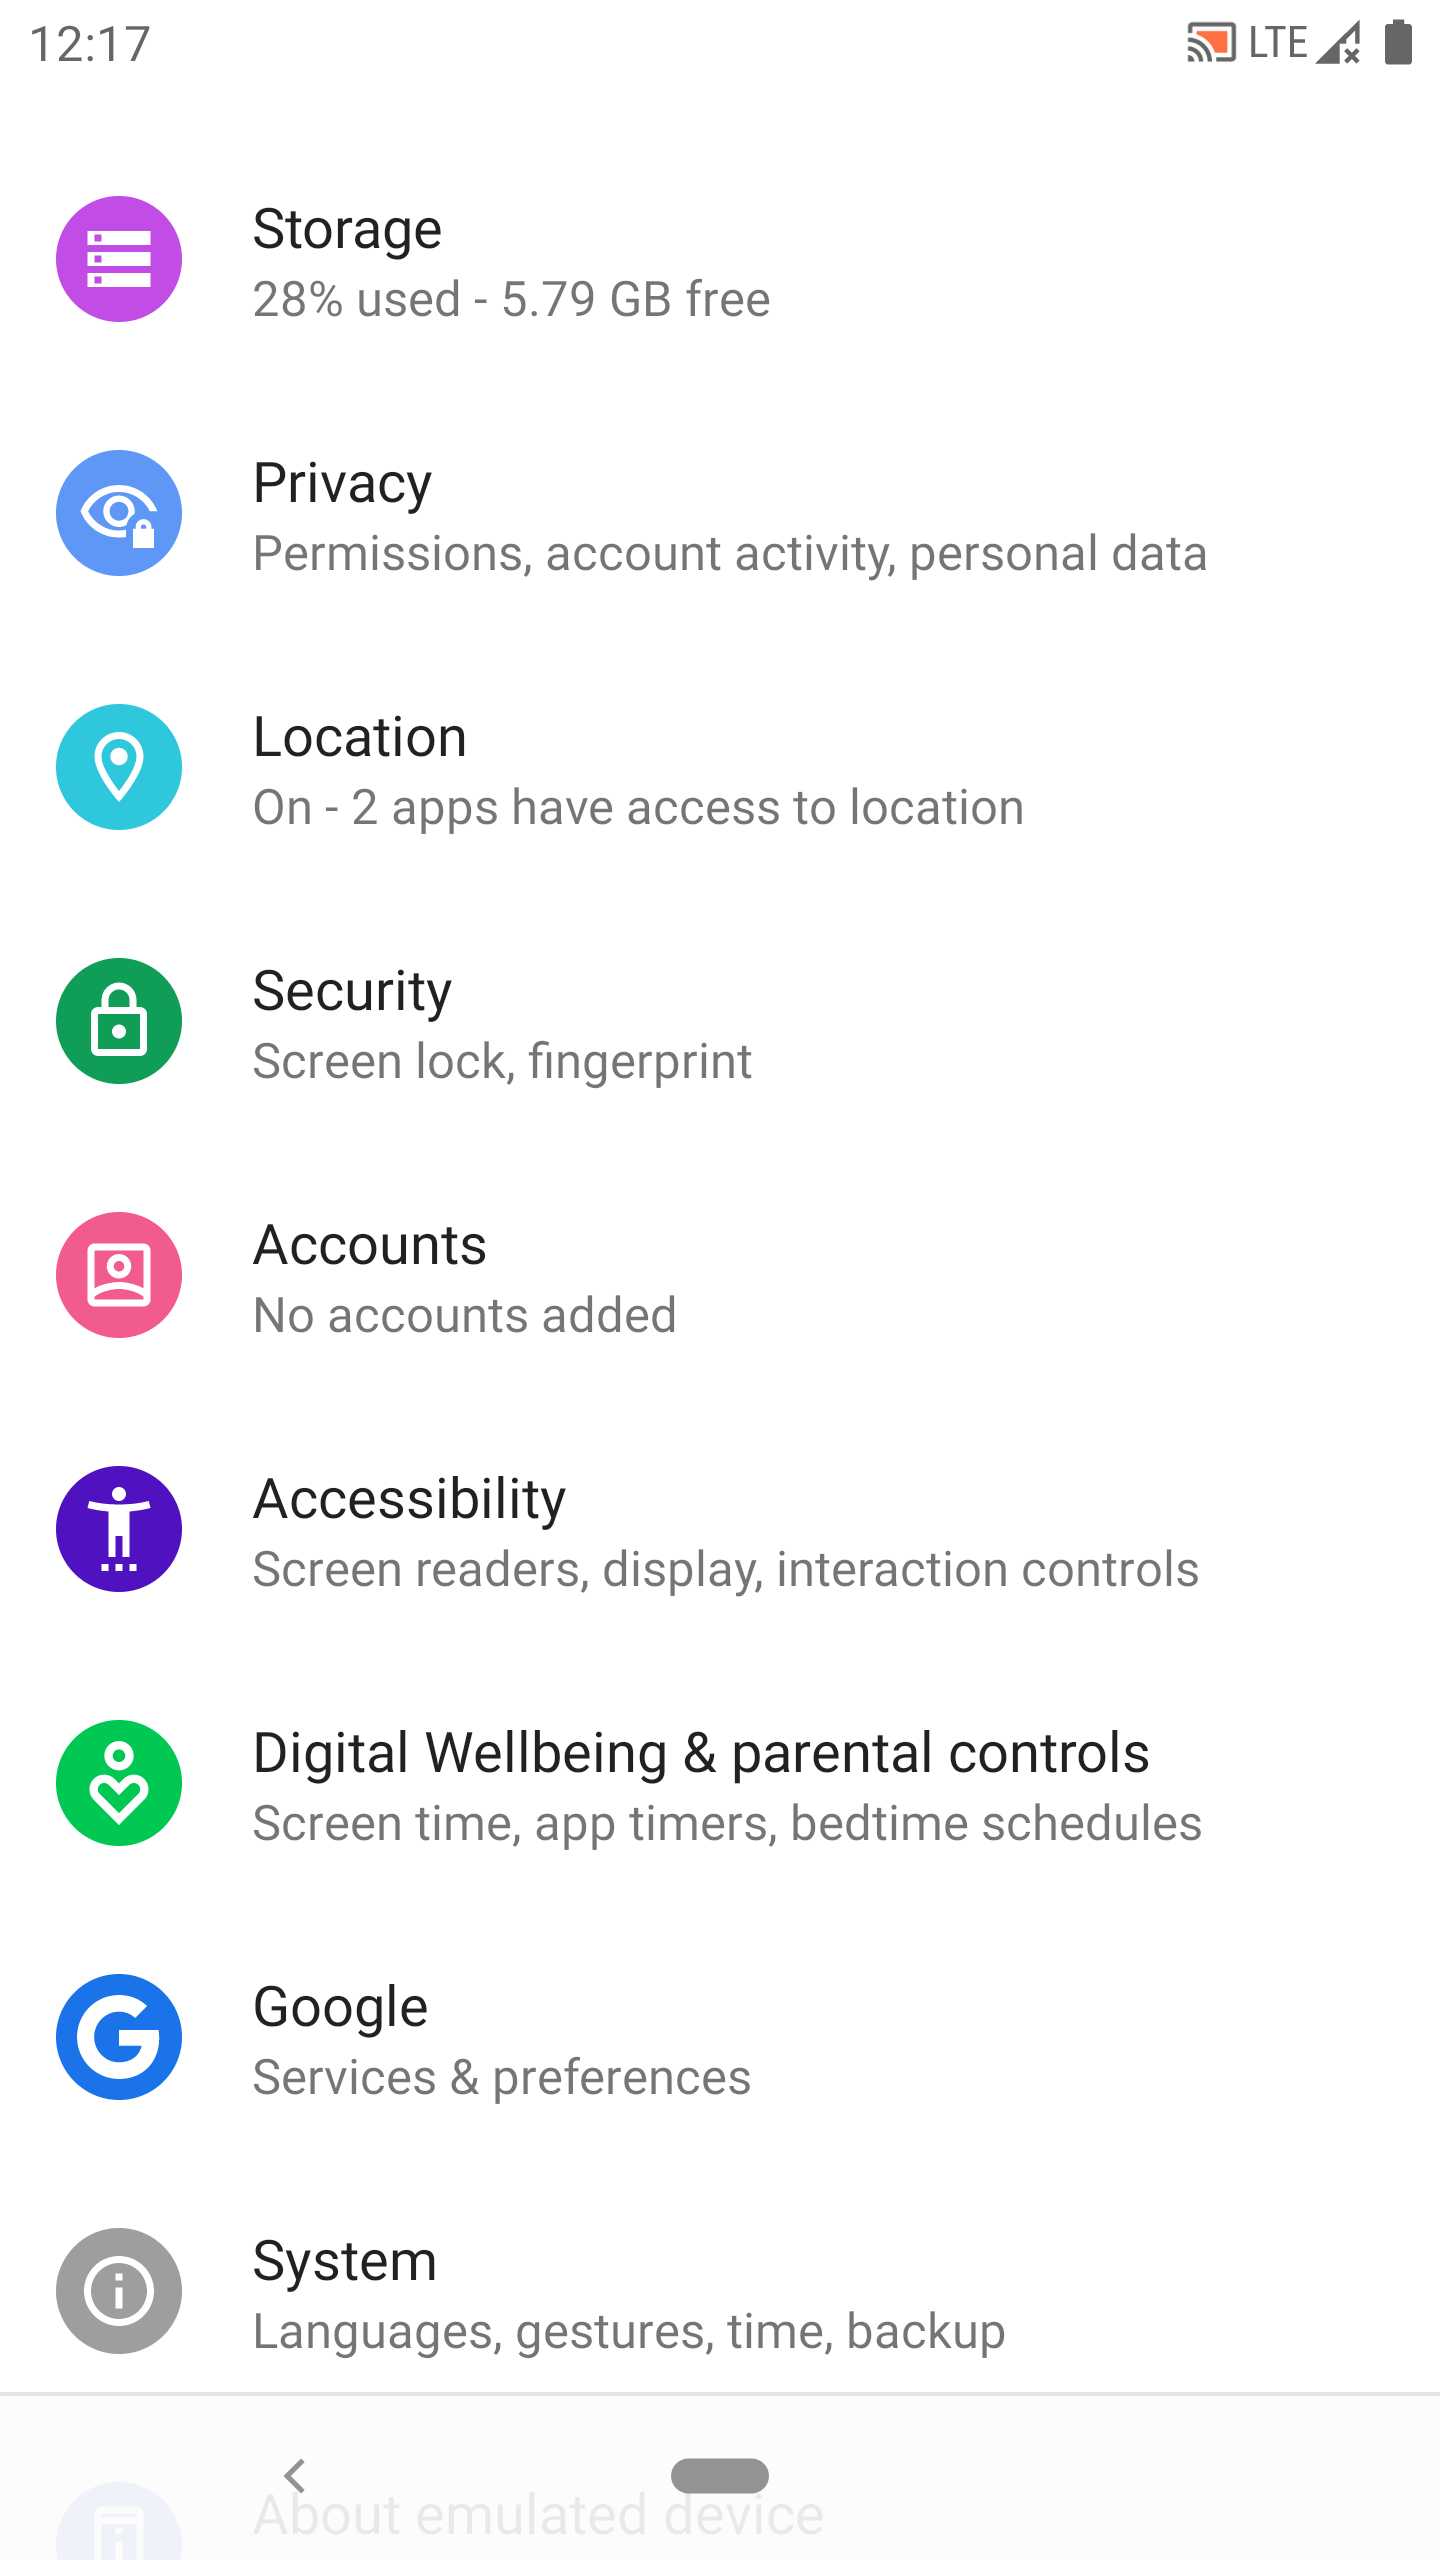 12:17 LTE
Storage
28% used - 5.79 GB free
Privacy
Permissions, account activity, personal data
Location
On - 2 apps have access to location
Security
Screen lock, fingerprint
Accounts
No accounts added
Accessibility
Screen readers, display, interaction controls
Digital Wellbeing & parental controls
Screen time, app timers, bedtime schedules
Google
Services & preferences
System
Languages, gestures, time, backup
About emulated device